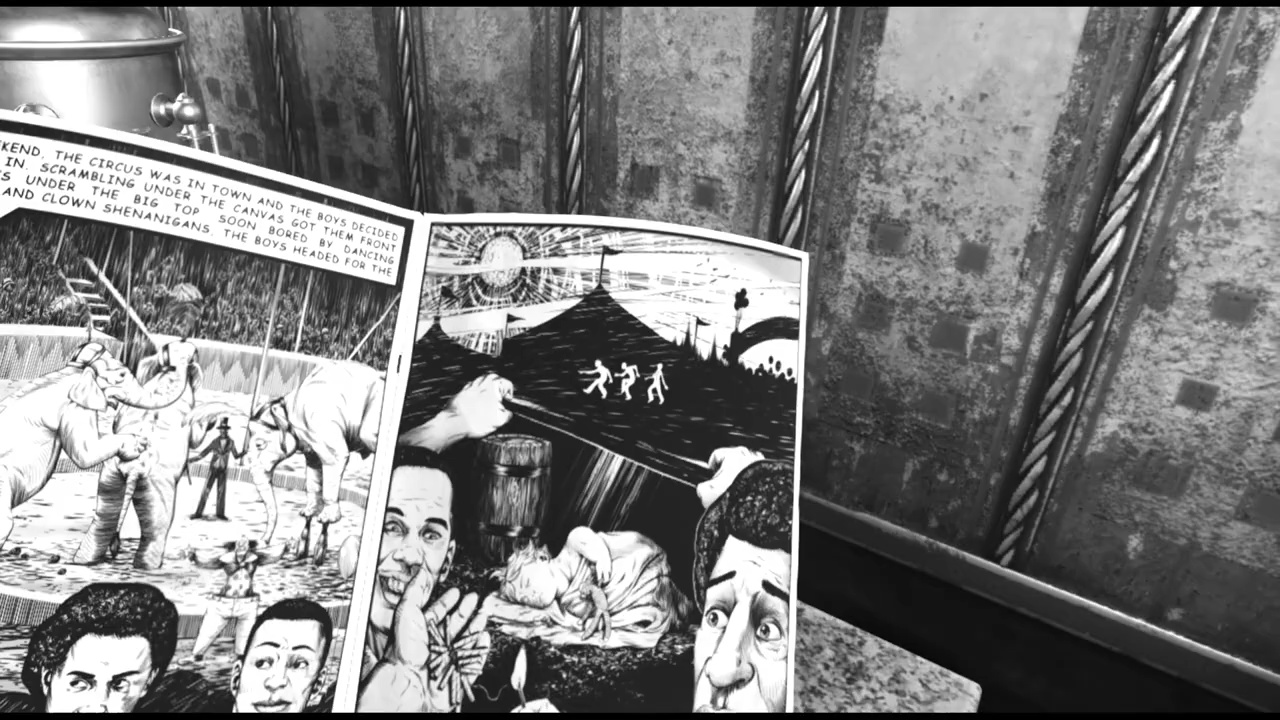 KEND, THE CIRCUS WAS IN TOWN AND THE BOYS DECIDED
IN. SCRAMBLING UNDER THE CANVAS GOT THEM FRONT
S UNDER THE BIG TOP. SOON BORED BY DANCING
AND CLOWN SHENANIGANS, THE BOYS HEADED FOR THE